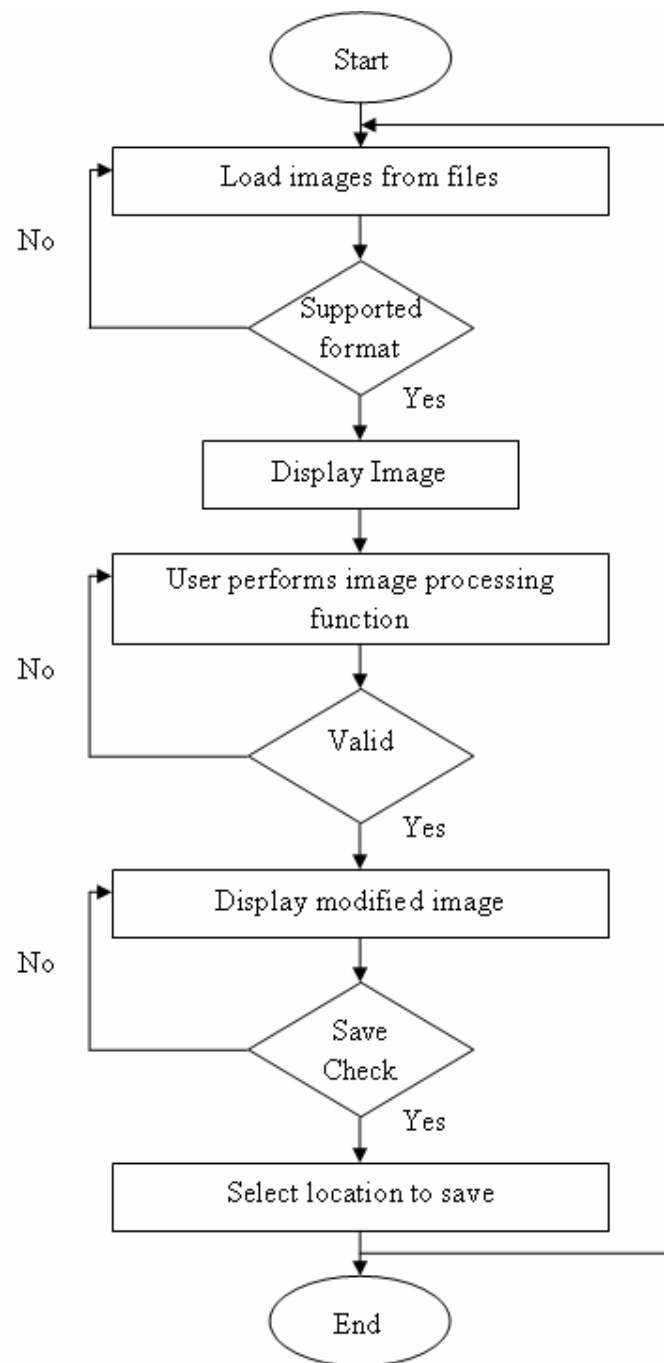 Start
Load images from files
No
Supported
format
Yes
Display Image
User performs image processing
function
No
Valid
Yes
Display modified image
No
Save
Check
Yes
Select location to save
End